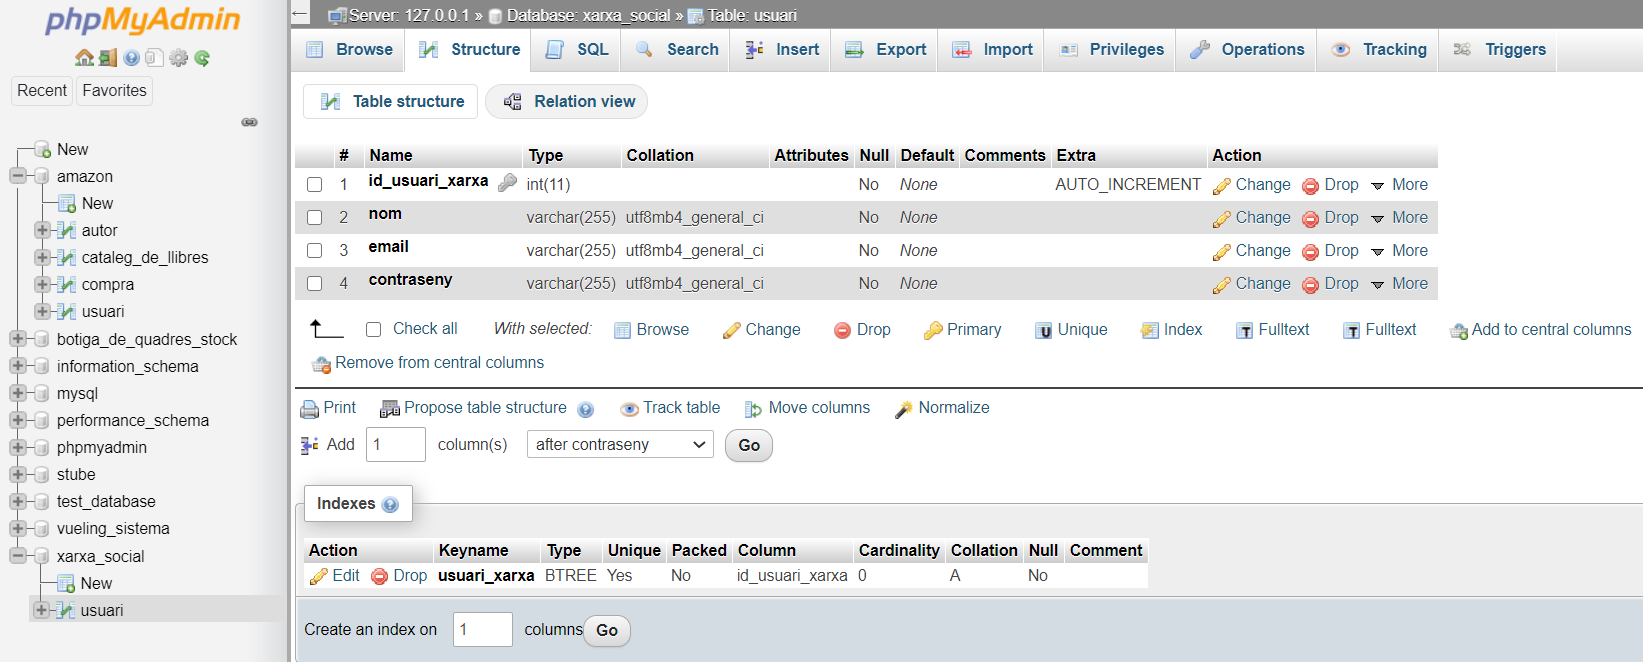 phpMyAdmin
Recent Favorites
New
amazon
New
autor
cataleg_de_llibres
compra
usuari
botiga_de_quadres_stock
information_schema
mysql
performance_schema
phpmyadmin
stube
test_database
vueling_sistema
xarxa_social
New
usuari
Server: 127.0.0.1 » Database: xarxa_social » Table: usuari
Browse Structure SQL Search Insert Export Import Privileges Operations Tracking Triggers
Table structure Relation view
# Name Type Collation Attributes Null Default Comments Extra Action
1 id_usuari_xarxa int(11) No None AUTO_INCREMENT Change Drop More
2 nom varchar(255) utf8mb4_general_ci No None Change Drop More
3 email varchar(255) utf8mb4_general_ci No None Change Drop More
4 contraseny varchar(255) utf8mb4_general_ci No None Change Drop More
Check all With selected: Browse Change Drop Primary Unique Index Fulltext Fulltext Add to central columns
Remove from central columns
Print Propose table structure Track table Move columns Normalize
Add 1 column(s) after contraseny Go
Indexes
Action Keyname Type Unique Packed Column Cardinality Collation Null Comment
Edit Drop usuari_xarxa BTREE Yes No id_usuari_xarxa 0 A No
Create an index on 1 columns Go